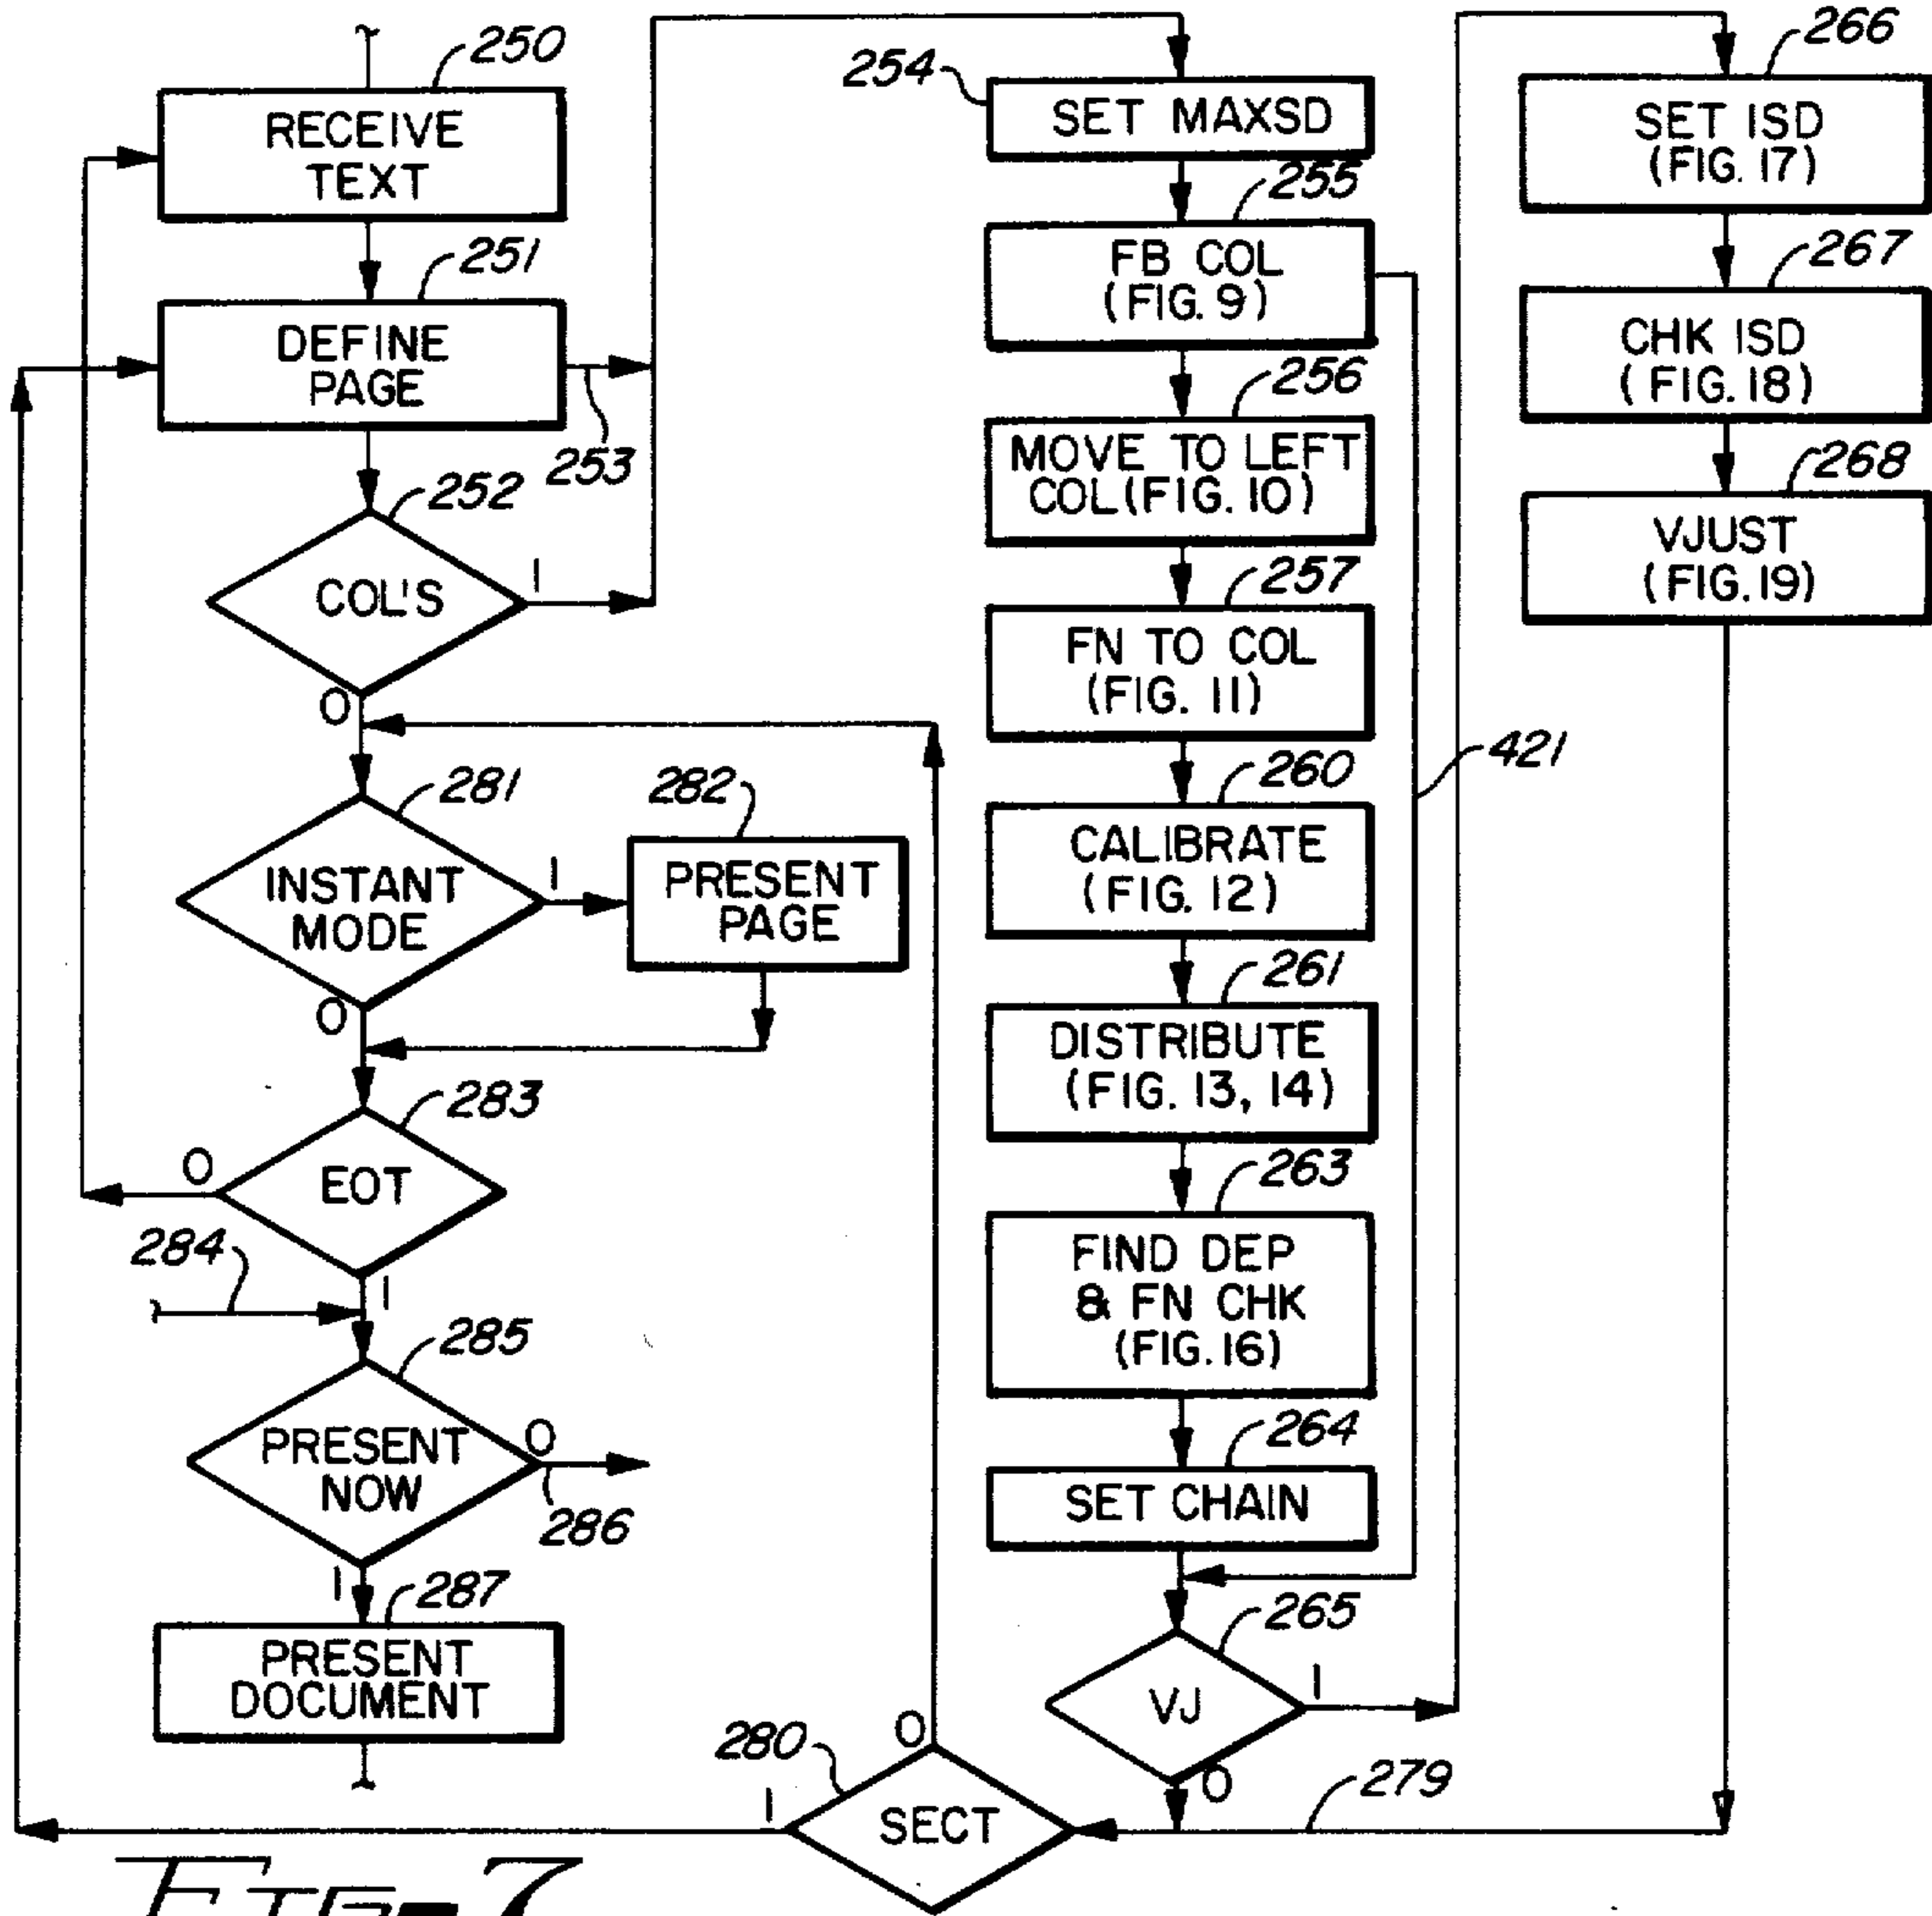 250
RECEIVE
TEXT
251
DEFINE
PAGE
253
252
COL'S
1
0
281
INSTANT
MODE
1
0
282
PRESENT
PAGE
283
EOT
0
1
284
285
PRESENT
NOW
0
286
1
287
PRESENT
DOCUMENT
254
SET MAXSD
255
FB COL
(FIG. 9)
256
MOVE TO LEFT
COL (FIG. 10)
257
FN TO COL
(FIG. 11)
260
CALIBRATE
(FIG. 12)
261
DISTRIBUTE
(FIG. 13, 14)
263
FIND DEP
& FN CHK
(FIG. 16)
264
SET CHAIN
421
265
VJ
1
0
266
SET ISD
(FIG. 17)
267
CHK ISD
(FIG. 18)
268
VJUST
(FIG. 19)
279
280
SECT
0
1
FIG-7